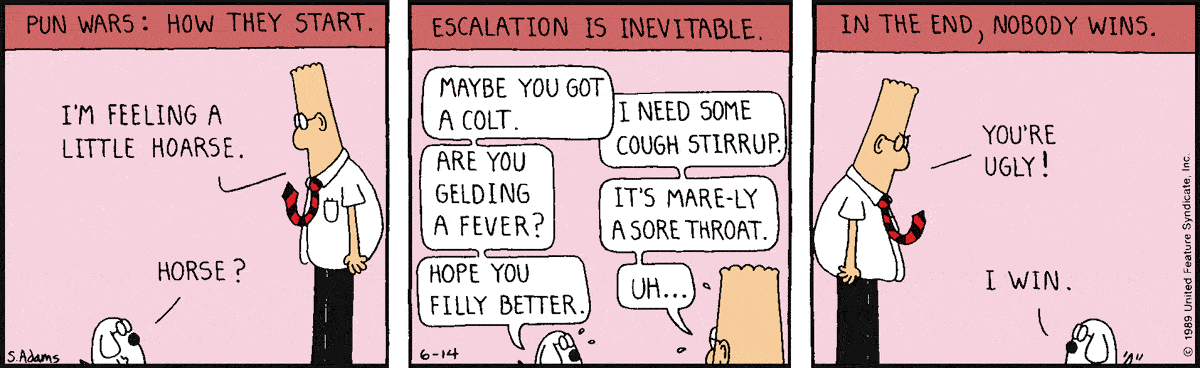 PUN WARS: HOW THEY START.
I'M FEELING A
LITTLE HOARSE.
HORSE?
S. Adams
ESCALATION IS INEVITABLE.
MAYBE YOU GOT
A COLT.
I NEED SOME
COUGH STIRRUP.
ARE YOU
GELDING
A FEVER?
IT'S MARE-LY
A SORE THROAT.
HOPE YOU
FILLY BETTER.
UH...
6-14
IN THE END, NOBODY WINS.
YOU'RE
UGLY!
I WIN.
© 1989 United Feature Syndicate, Inc.